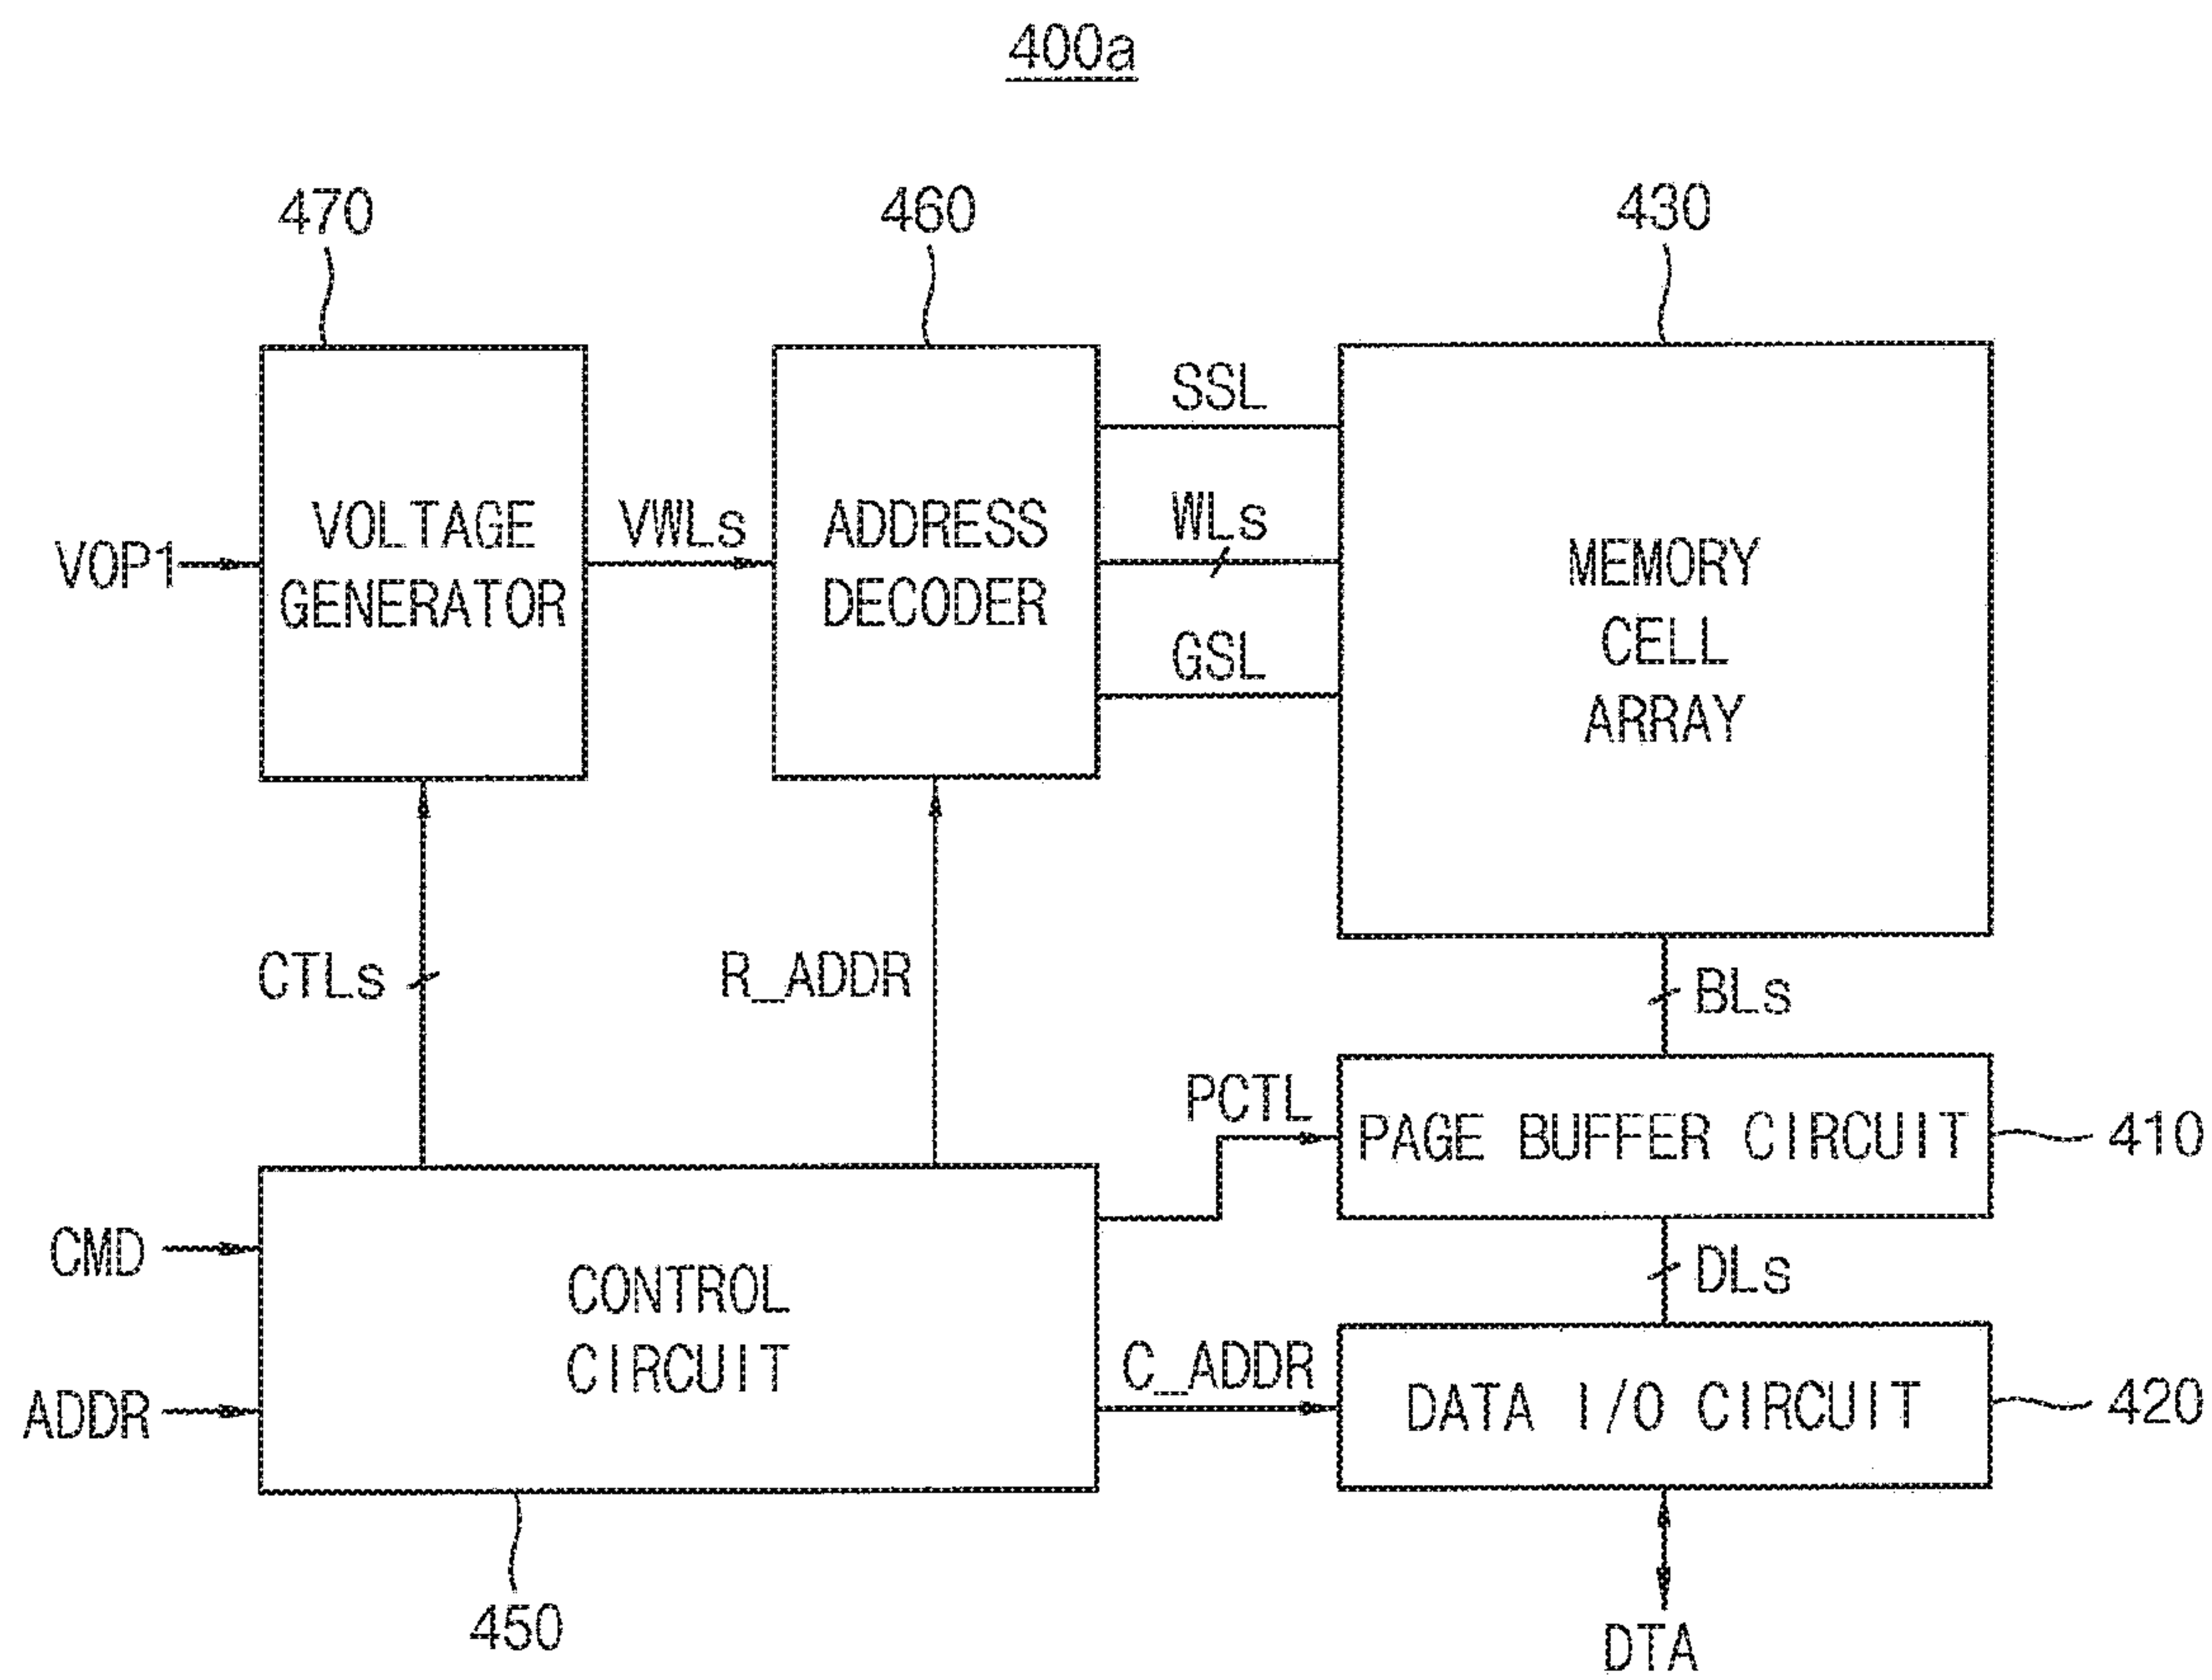 400a
470
460
430
SSL
VOLTAGE
GENERATOR
VWLs
ADDRESS
DECODER
WLs
VOP1
MEMORY
CELL
ARRAY
GSL
CTLs
R_ADDR
BLs
PCTL
PAGE BUFFER CIRCUIT
410
CMD
CONTROL
CIRCUIT
DLs
ADDR
C_ADDR
DATA I/O CIRCUIT
420
450
DTA